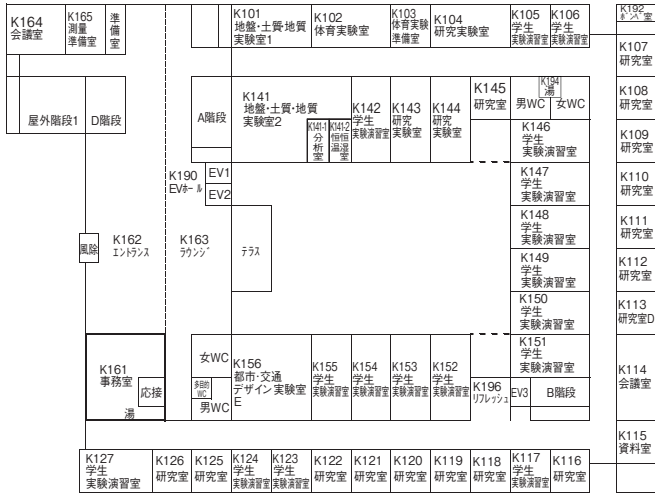 K164
会議室
K165
測量
準備室
準
備
室
K101
地盤・土質・地質
実験室1
K102
体育実験室
K103
体育実験
準備室
K104
研究実験室
K105
学生
実験演習室
K106
学生
実験演習室
K192
ボンベ室
K107
研究室
K108
研究室
K109
研究室
K110
研究室
K111
研究室
K112
研究室
K113
研究室D
K114
会議室
K115
資料室
屋外階段1
D階段
A階段
K141
地盤・土質・地質
実験室2
K141-1
分
析
室
K141-2
恒恒
温湿
室
K142
学生
実験演習室
K143
研究
実験室
K144
研究
実験室
K145
研究室
K194
湯
男WC
女WC
K146
学生
実験演習室
K147
学生
実験演習室
K148
学生
実験演習室
K149
学生
実験演習室
K150
学生
実験演習室
K151
学生
実験演習室
K190
EVホール
EV1
EV2
風除
K162
エントランス
K163
ラウンジ
テラス
K161
事務室
応接
湯
女WC
多目的
WC
男WC
K156
都市・交通
デザイン実験室
E
K155
学生
実験演習室
K154
学生
実験演習室
K153
学生
実験演習室
K152
学生
実験演習室
K196
リフレッシュ
EV3
B階段
K127
学生
実験演習室
K126
研究室
K125
研究室
K124
学生
実験演習室
K123
学生
実験演習室
K122
研究室
K121
研究室
K120
研究室
K119
研究室
K118
研究室
K117
学生
実験演習室
K116
研究室